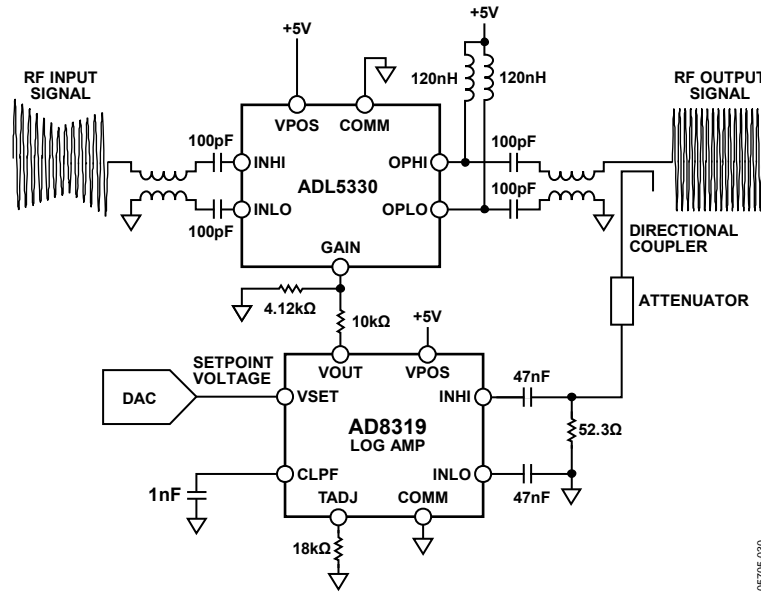 +5V
+5V
RF INPUT
SIGNAL
120nH
120nH
RF OUTPUT
SIGNAL
VPOS
COMM
100pF
100pF
INHI
OPHI
ADL5330
INLO
OPLO
100pF
100pF
GAIN
DIRECTIONAL
COUPLER
4.12kΩ
10kΩ
+5V
ATTENUATOR
SETPOINT
VOLTAGE
VOUT
VPOS
47nF
DAC
VSET
INHI
AD8319
LOG AMP
52.3Ω
CLPF
INLO
1nF
TADJ
COMM
47nF
18kΩ
05705-030